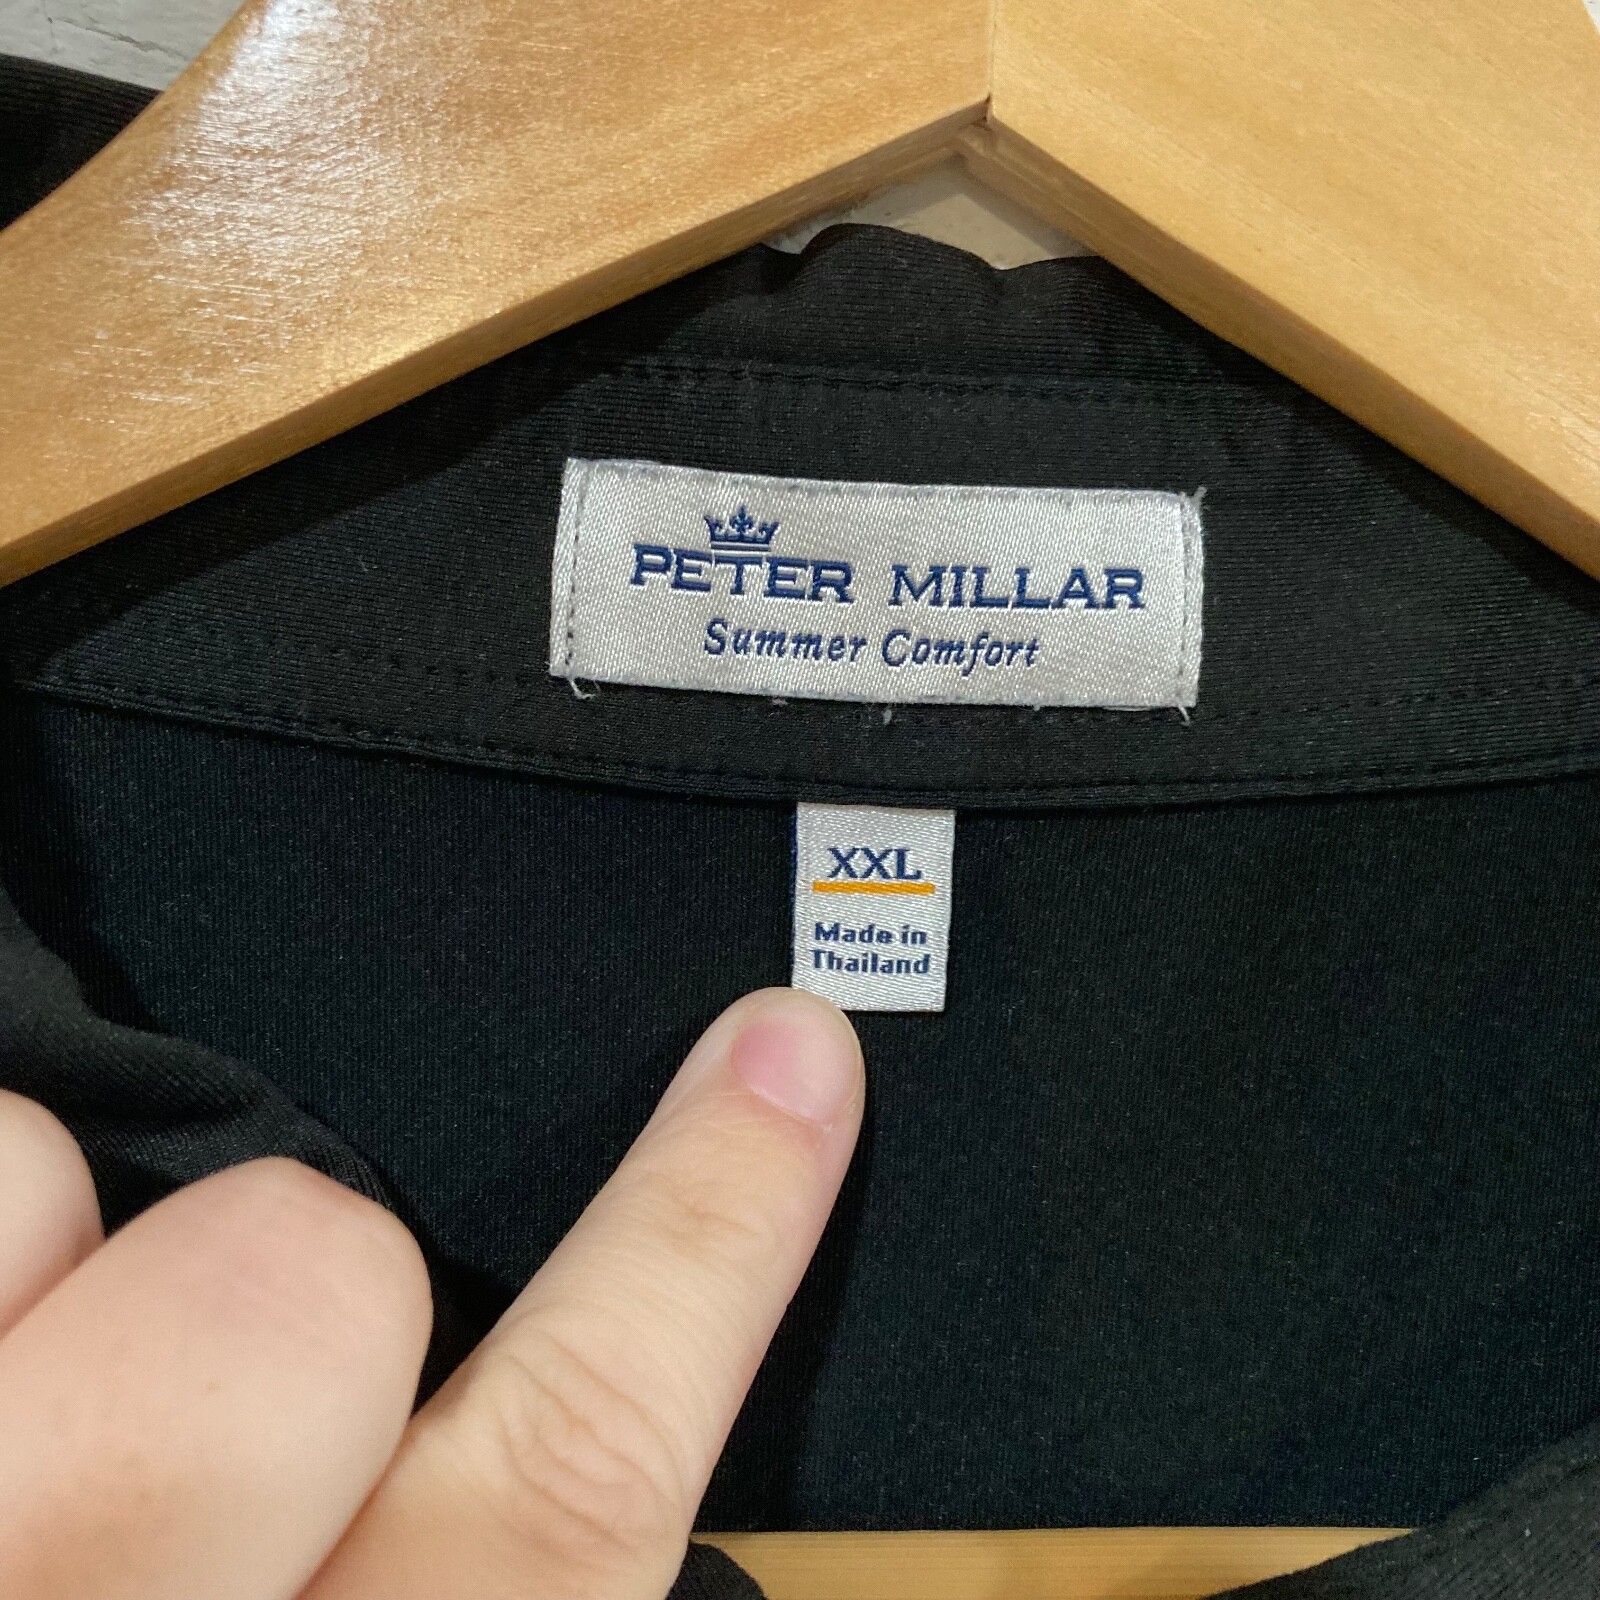 PETER MILLAR
Summer Comfort
XXL
Made in
Thailand